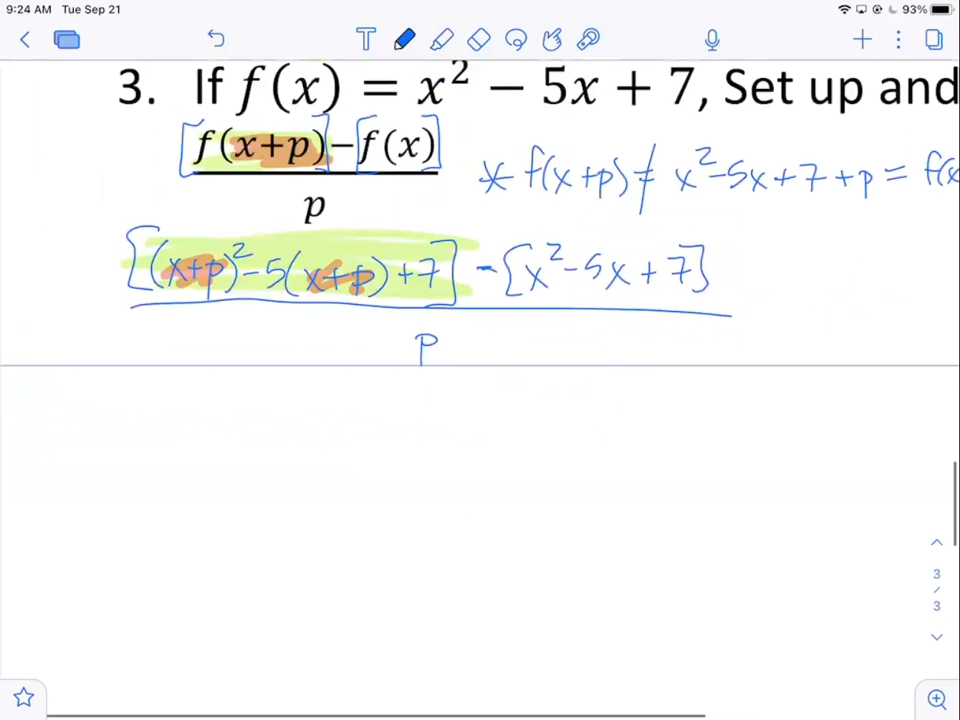 9:24 AM Tue Sep 21 93%
T
3. If f(x) = x² − 5x + 7, Set up and
[f(x+p)]−[f(x)]
p
* f(x+p) ≠ x²-5x+7+p = f(x
[(x+p)²-5(x+p)+7] - [x²-5x+7]
p
3
/
3